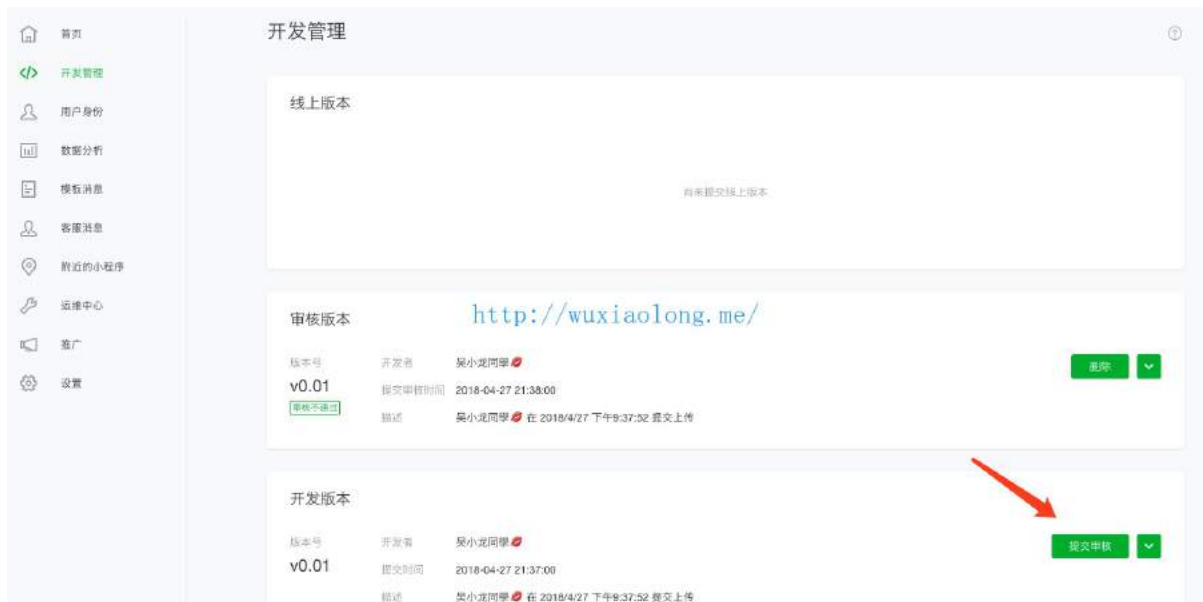 开发管理
首页
开发管理
用户身份
数据分析
模板消息
客服消息
附近的小程序
运维中心
推广
设置
线上版本
尚未提交线上版本
http://wuxiaolong.me/
审核版本
版本号
v0.01
审核不通过
开发者 吴小龙同學💋
提交审核时间 2018-04-27 21:38:00
描述 吴小龙同學💋 在 2018/4/27 下午9:37:52 提交上传
删除
开发版本
版本号
v0.01
开发者 吴小龙同學💋
提交时间 2018-04-27 21:37:00
描述 吴小龙同學💋 在 2018/4/27 下午9:37:52 提交上传
提交审核